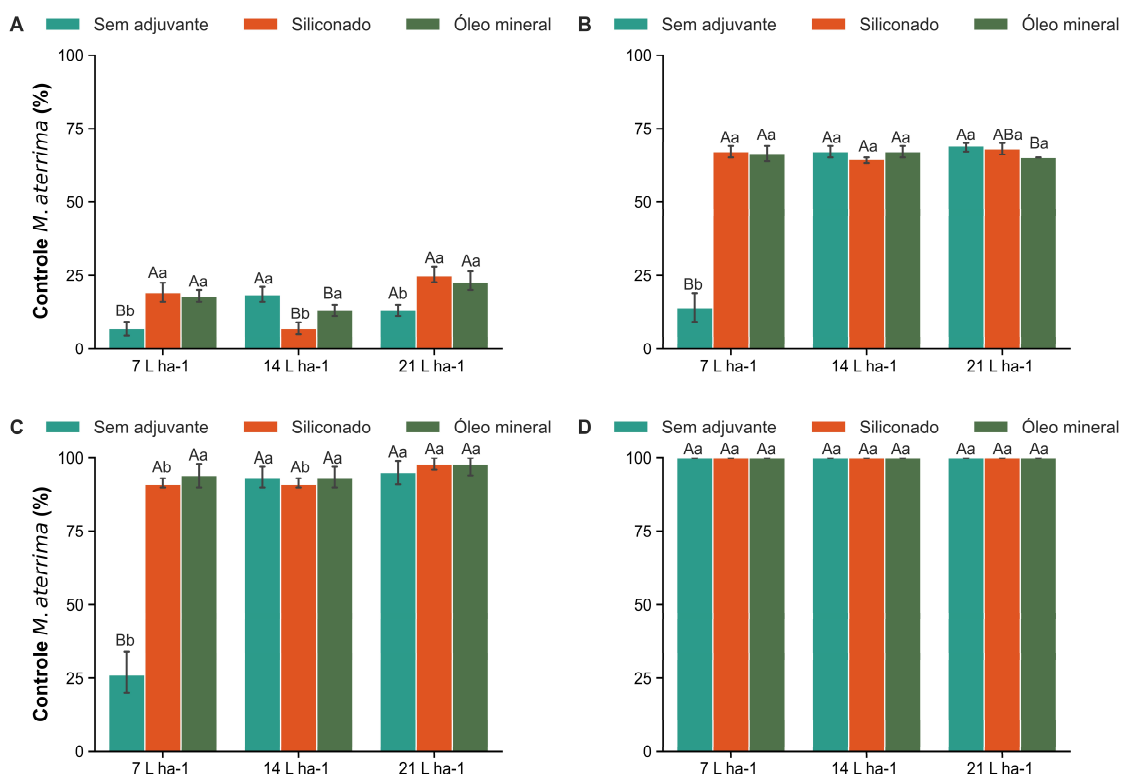 A Sem adjuvante Siliconado Óleo mineral
100
75
50
25
0
Controle M. aterrima (%)
Bb Aa Aa Aa Bb Ba Ab Aa Aa
7 L ha-1 14 L ha-1 21 L ha-1
B Sem adjuvante Siliconado Óleo mineral
100
75
50
25
0
Bb Aa Aa Aa Aa Aa Aa ABa Ba
7 L ha-1 14 L ha-1 21 L ha-1
C Sem adjuvante Siliconado Óleo mineral
100
75
50
25
0
Controle M. aterrima (%)
Bb Ab Aa Aa Ab Aa Aa Aa Aa
7 L ha-1 14 L ha-1 21 L ha-1
D Sem adjuvante Siliconado Óleo mineral
100
75
50
25
0
Aa Aa Aa Aa Aa Aa Aa Aa Aa
7 L ha-1 14 L ha-1 21 L ha-1